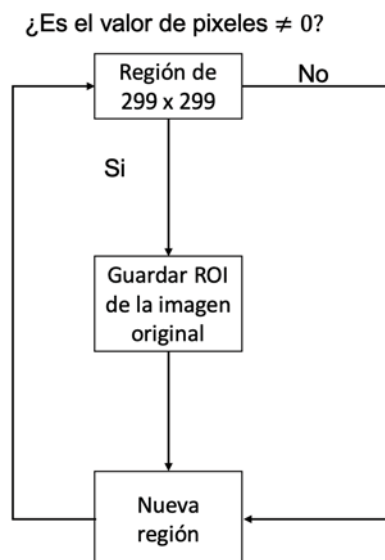 ¿Es el valor de pixeles ≠ 0?
Región de
299 x 299
No
Si
Guardar ROI
de la imagen
original
Nueva
región